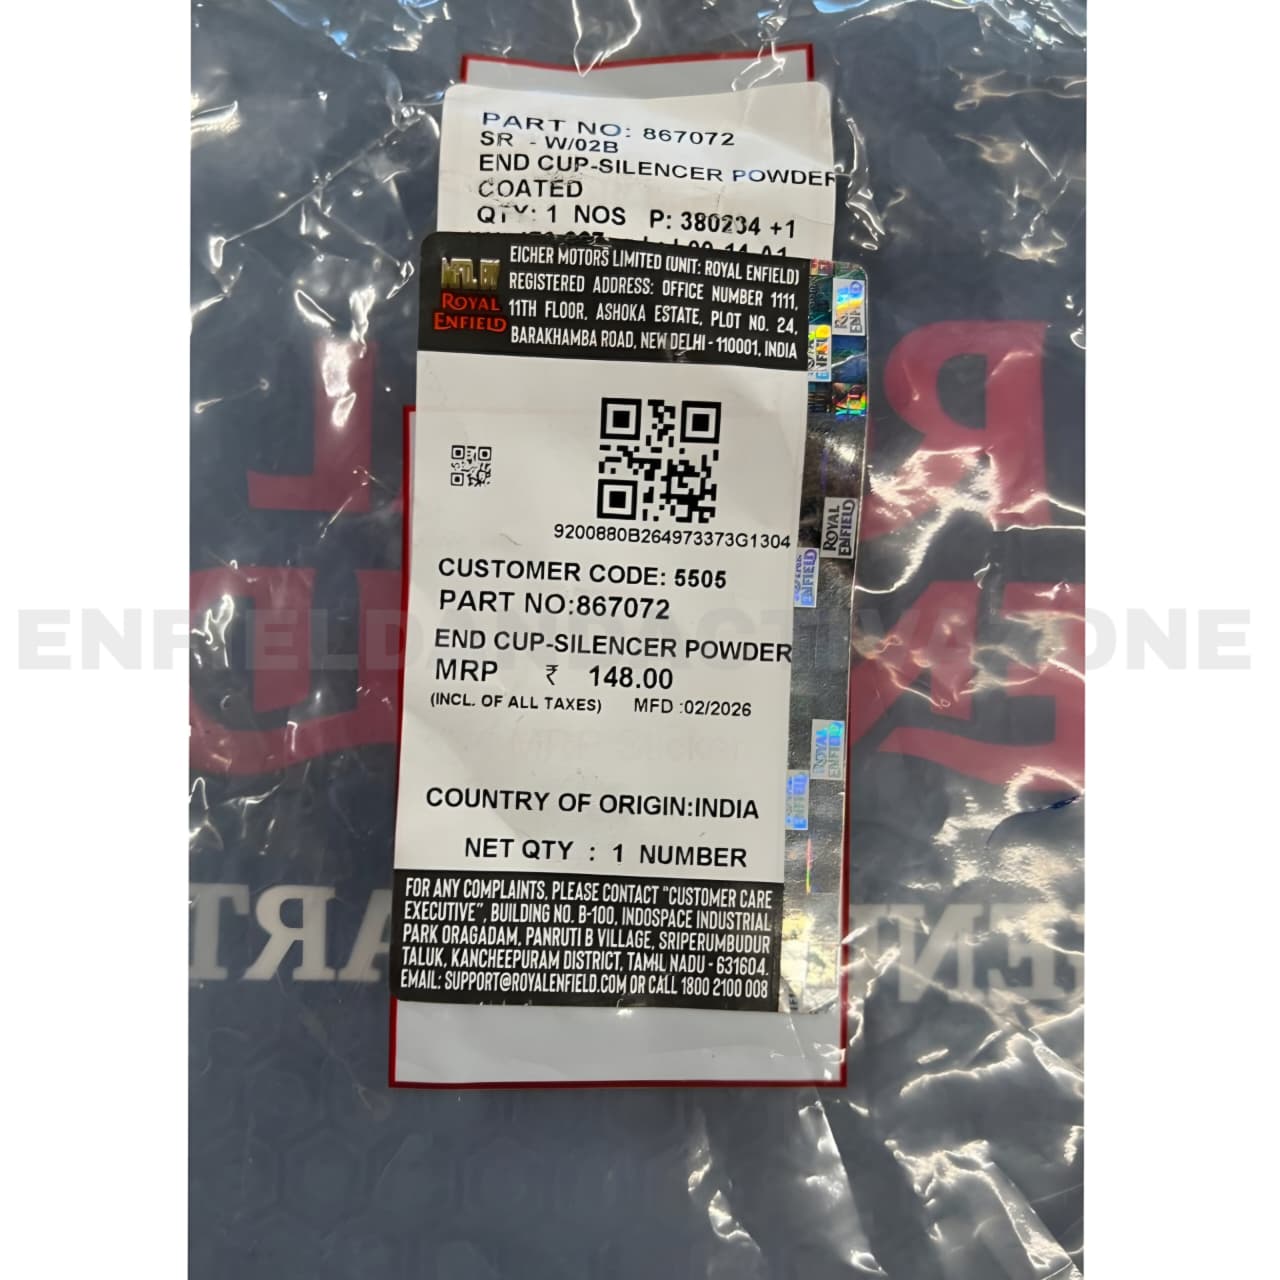 PART NO: 867072
SR - W/02B
END CUP-SILENCER POWDER
COATED
QTY: 1 NOS P: 380234 +1
MFD. BY
ROYAL
ENFIELD
EICHER MOTORS LIMITED (UNIT: ROYAL ENFIELD)
REGISTERED ADDRESS: OFFICE NUMBER 1111,
11TH FLOOR, ASHOKA ESTATE, PLOT NO. 24,
BARAKHAMBA ROAD, NEW DELHI - 110001, INDIA
9200880B264973373G1304
CUSTOMER CODE: 5505
PART NO:867072
END CUP-SILENCER POWDER
MRP ₹ 148.00
(INCL. OF ALL TAXES) MFD :02/2026
MRP Sticker
COUNTRY OF ORIGIN:INDIA
NET QTY : 1 NUMBER
FOR ANY COMPLAINTS, PLEASE CONTACT "CUSTOMER CARE
EXECUTIVE", BUILDING NO. B-100, INDOSPACE INDUSTRIAL
PARK ORAGADAM, PANRUTI B VILLAGE, SRIPERUMBUDUR
TALUK, KANCHEEPURAM DISTRICT, TAMIL NADU - 631604.
EMAIL: SUPPORT@ROYALENFIELD.COM OR CALL 1800 2100 008
ROYAL
ENFIELD
ROYAL
ENFIELD
ENFIELDANDACTIVAZONE